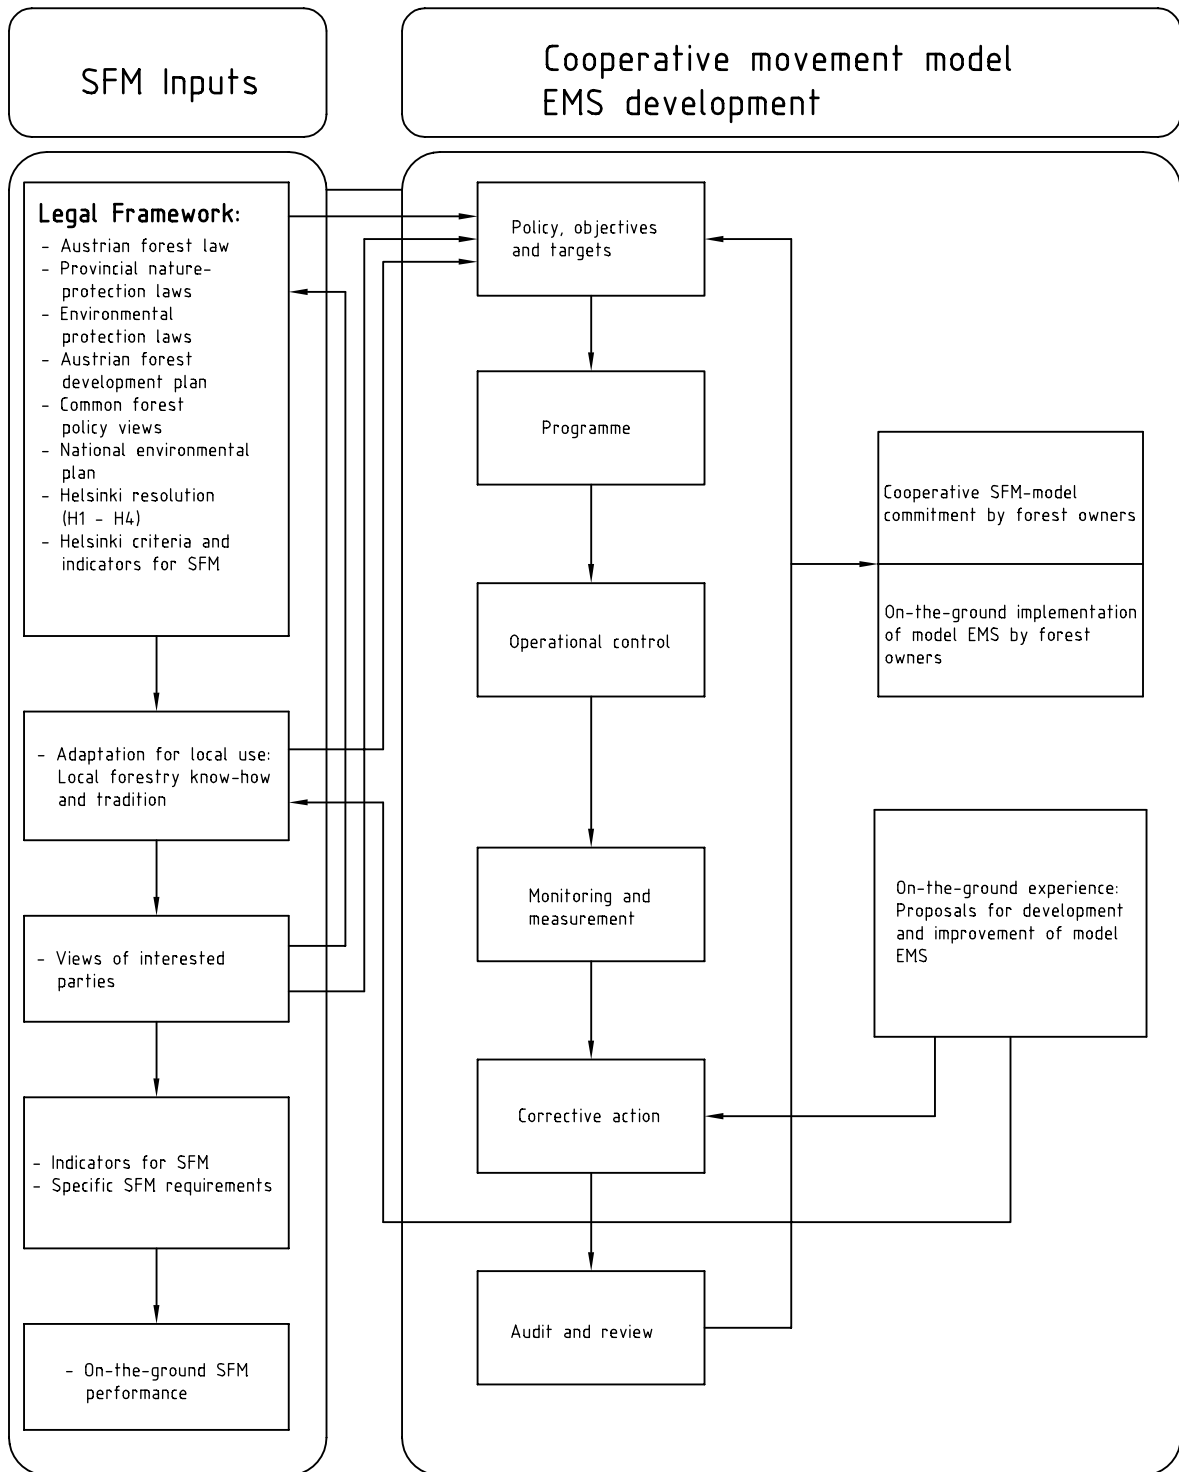 SFM Inputs
Cooperative movement model
EMS development
Legal Framework:
- Austrian forest law
- Provincial nature-
protection laws
- Environmental
protection laws
- Austrian forest
development plan
- Common forest
policy views
- National environmental
plan
- Helsinki resolution
(H1 - H4)
- Helsinki criteria and
indicators for SFM
- Adaptation for local use:
Local forestry know-how
and tradition
- Views of interested
parties
- Indicators for SFM
- Specific SFM requirements
- On-the-ground SFM
performance
Policy, objectives
and targets
Programme
Operational control
Monitoring and
measurement
Corrective action
Audit and review
Cooperative SFM-model
commitment by forest owners
On-the-ground implementation
of model EMS by forest
owners
On-the-ground experience:
Proposals for development
and improvement of model
EMS